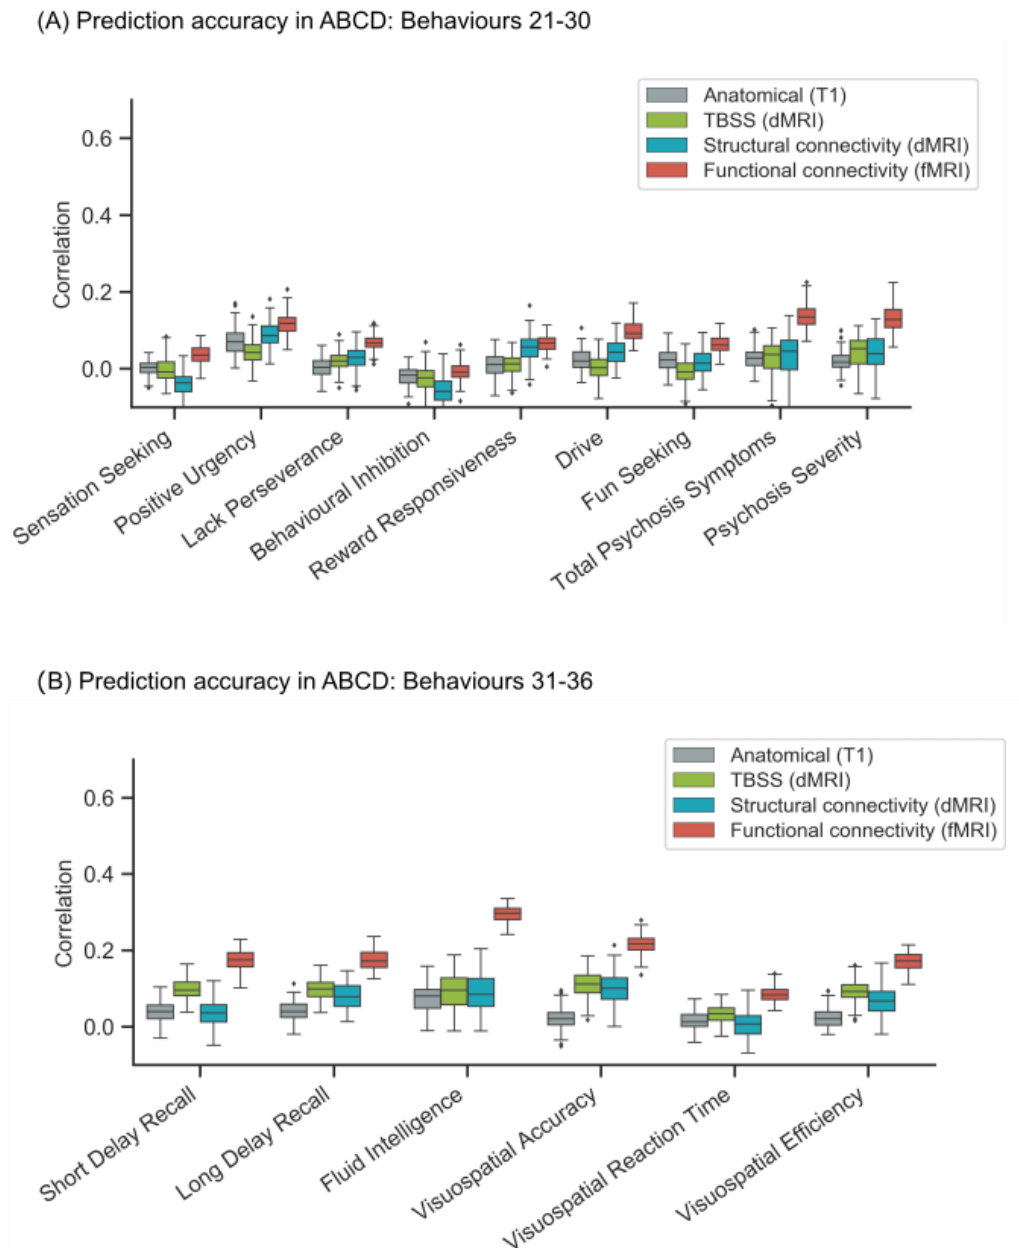 (A) Prediction accuracy in ABCD: Behaviours 21-30
Anatomical (T1)
TBSS (dMRI)
Structural connectivity (dMRI)
Functional connectivity (fMRI)
Correlation
0.6
0.4
0.2
0.0
Sensation Seeking
Positive Urgency
Lack Perseverance
Behavioural Inhibition
Reward Responsiveness
Drive
Fun Seeking
Total Psychosis Symptoms
Psychosis Severity
(B) Prediction accuracy in ABCD: Behaviours 31-36
Anatomical (T1)
TBSS (dMRI)
Structural connectivity (dMRI)
Functional connectivity (fMRI)
Correlation
0.6
0.4
0.2
0.0
Short Delay Recall
Long Delay Recall
Fluid Intelligence
Visuospatial Accuracy
Visuospatial Reaction Time
Visuospatial Efficiency